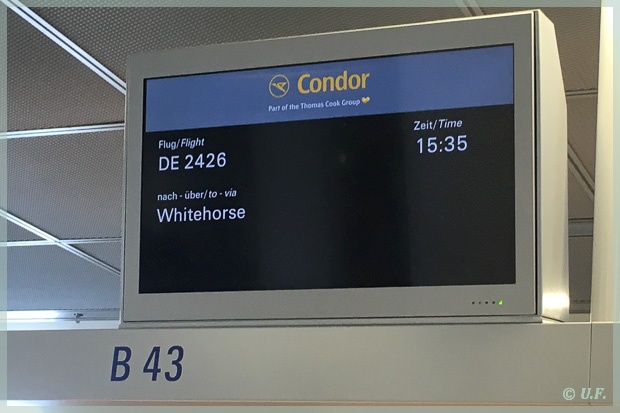 Condor
Part of the Thomas Cook Group
Flug/Flight
Zeit/Time
DE 2426
15:35
nach - über/to - via
Whitehorse
B 43
© U.F.